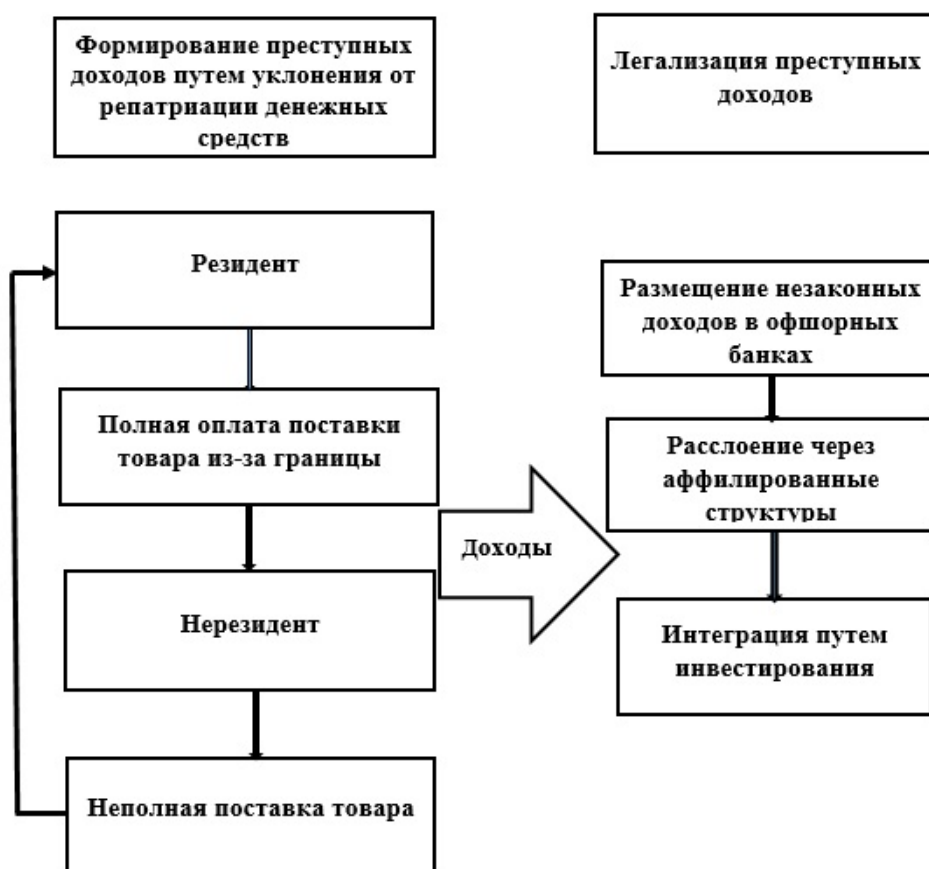 Формирование преступных
доходов путем уклонения от
репатриации денежных
средств
Легализация преступных
доходов
Резидент
Полная оплата поставки
товара из-за границы
Нерезидент
Неполная поставка товара
Доходы
Размещение незаконных
доходов в офшорных
банках
Расслоение через
аффилированные
структуры
Интеграция путем
инвестирования